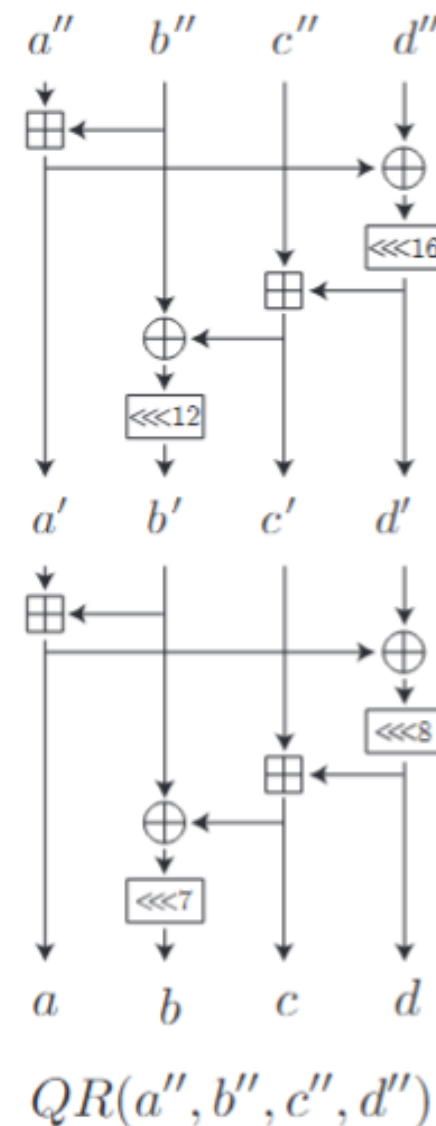 a″ b″ c″ d″
⋘16
⋘12
a′ b′ c′ d′
⋘8
⋘7
a b c d
QR(a″, b″, c″, d″)